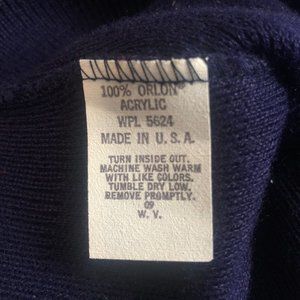 100% ORLON®
ACRYLIC
WPL 5624
MADE IN U.S.A.
TURN INSIDE OUT.
MACHINE WASH WARM
WITH LIKE COLORS.
TUMBLE DRY LOW.
REMOVE PROMPTLY.
09
W. V.